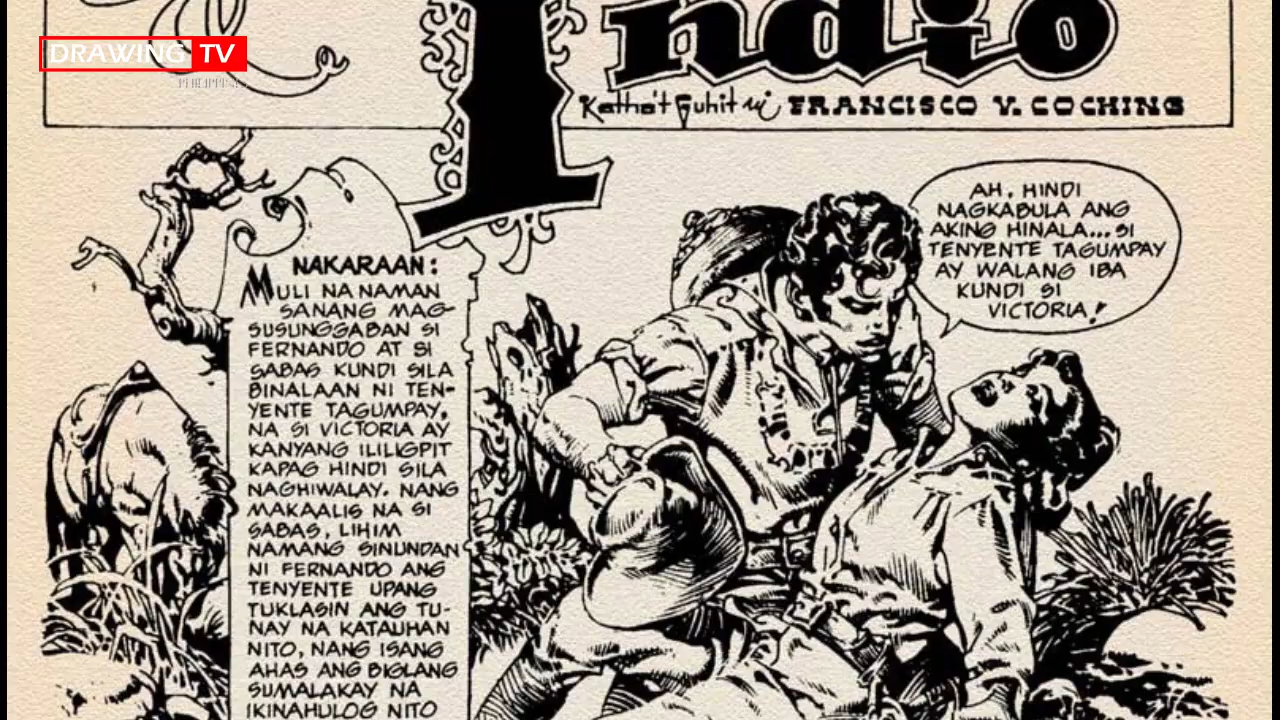 DRAWING TV
PHILIPPINES
Indio
Katha't Guhit ni FRANCISCO V. COCHING
NAKARAAN:
MULI NA NAMAN
SANANG MAG-
SUSUNGGABAN SI
FERNANDO AT SI
SABAS KUNDI SILA
BINALAAN NI TEN-
YENTE TAGUMPAY,
NA SI VICTORIA AY
KANYANG ILILIGPIT
KAPAG HINDI SILA
NAGHIWALAY. NANG
MAKAALIS NA SI
SABAS, LIHIM
NAMANG SINUNDAN
NI FERNANDO ANG
TENYENTE UPANG
TUKLASIN ANG TU-
NAY NA KATAUHAN
NITO, NANG ISANG
AHAS ANG BIGLANG
SUMALAKAY NA
IKINAHULOG NITO
AH, HINDI
NAGKABULA ANG
AKING HINALA... SI
TENYENTE TAGUMPAY
AY WALANG IBA
KUNDI SI
VICTORIA!